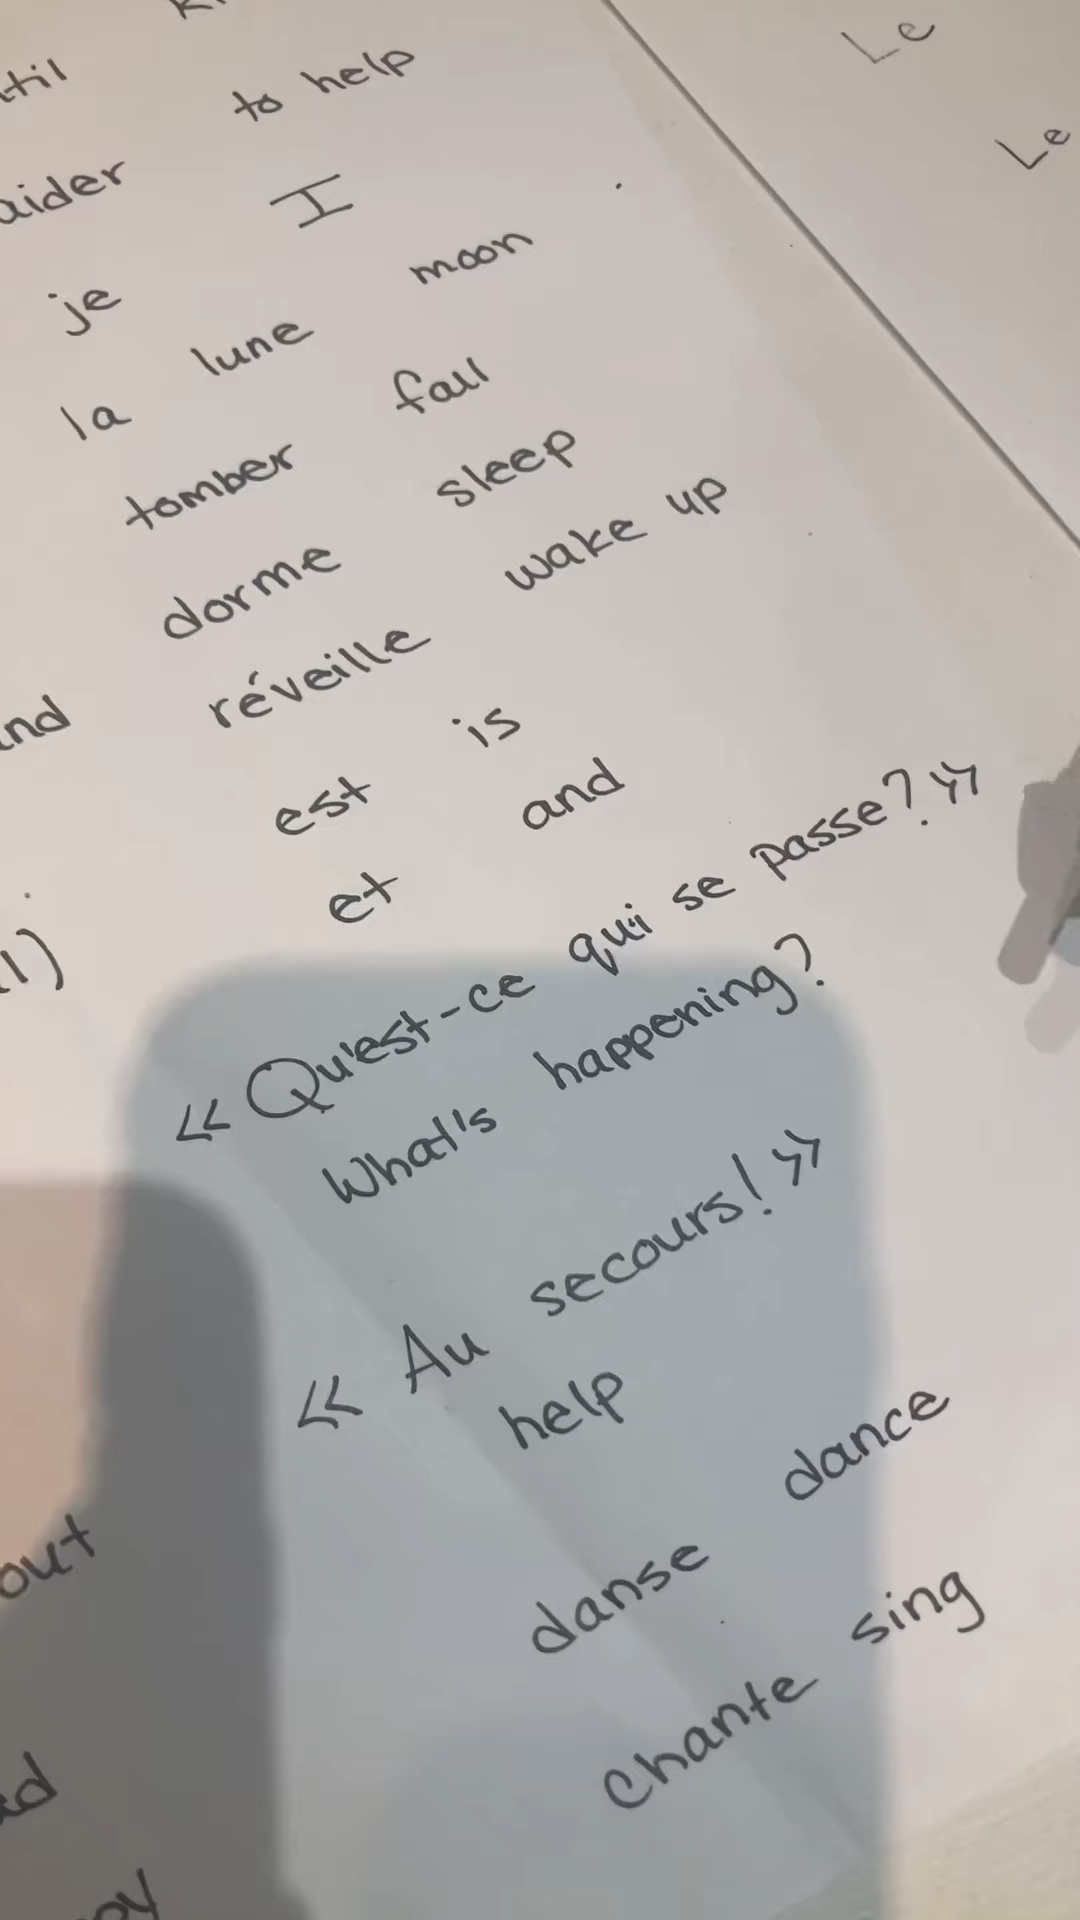 to help
aider
I
je
la lune moon
tomber fall
dorme sleep
réveille wake up
est is
et and
« Qu'est-ce qui se passe? »
What's happening?
« Au secours! »
help
danse dance
chante sing
Le
Le
out